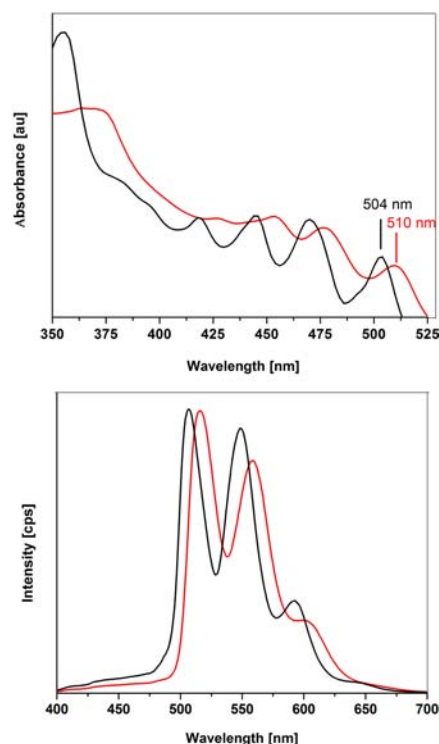 Absorbance [au]
504 nm
510 nm
350 375 400 425 450 475 500 525
Wavelength [nm]
Intensity [cps]
400 450 500 550 600 650 700
Wavelength [nm]